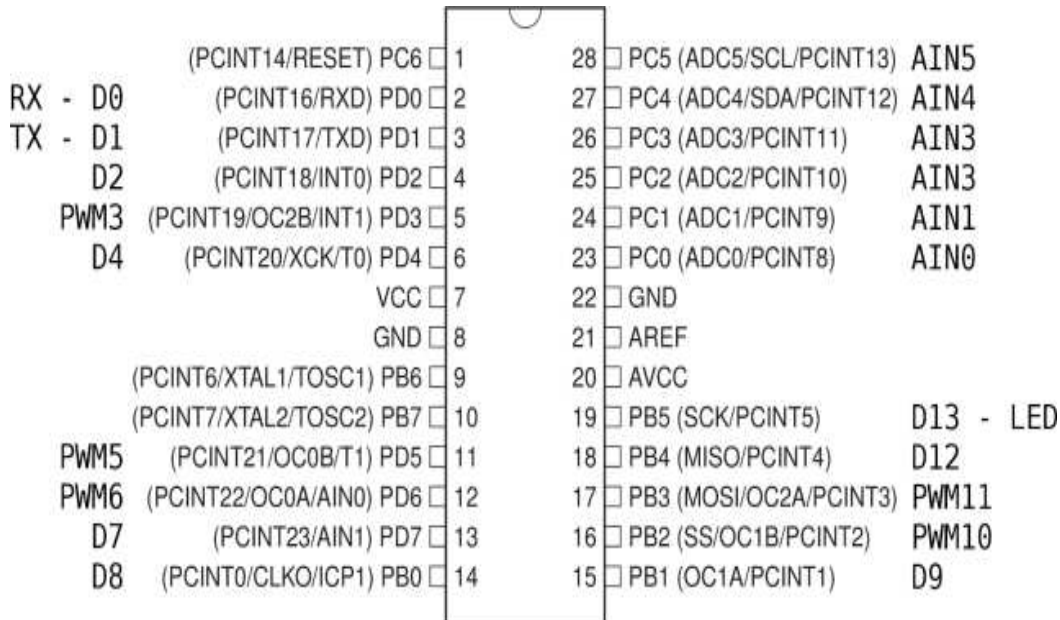 (PCINT14/RESET) PC6 1 28 PC5 (ADC5/SCL/PCINT13) AIN5
RX - D0 (PCINT16/RXD) PD0 2 27 PC4 (ADC4/SDA/PCINT12) AIN4
TX - D1 (PCINT17/TXD) PD1 3 26 PC3 (ADC3/PCINT11) AIN3
D2 (PCINT18/INT0) PD2 4 25 PC2 (ADC2/PCINT10) AIN3
PWM3 (PCINT19/OC2B/INT1) PD3 5 24 PC1 (ADC1/PCINT9) AIN1
D4 (PCINT20/XCK/T0) PD4 6 23 PC0 (ADC0/PCINT8) AIN0
VCC 7 22 GND
GND 8 21 AREF
(PCINT6/XTAL1/TOSC1) PB6 9 20 AVCC
(PCINT7/XTAL2/TOSC2) PB7 10 19 PB5 (SCK/PCINT5) D13 - LED
PWM5 (PCINT21/OC0B/T1) PD5 11 18 PB4 (MISO/PCINT4) D12
PWM6 (PCINT22/OC0A/AIN0) PD6 12 17 PB3 (MOSI/OC2A/PCINT3) PWM11
D7 (PCINT23/AIN1) PD7 13 16 PB2 (SS/OC1B/PCINT2) PWM10
D8 (PCINT0/CLKO/ICP1) PB0 14 15 PB1 (OC1A/PCINT1) D9